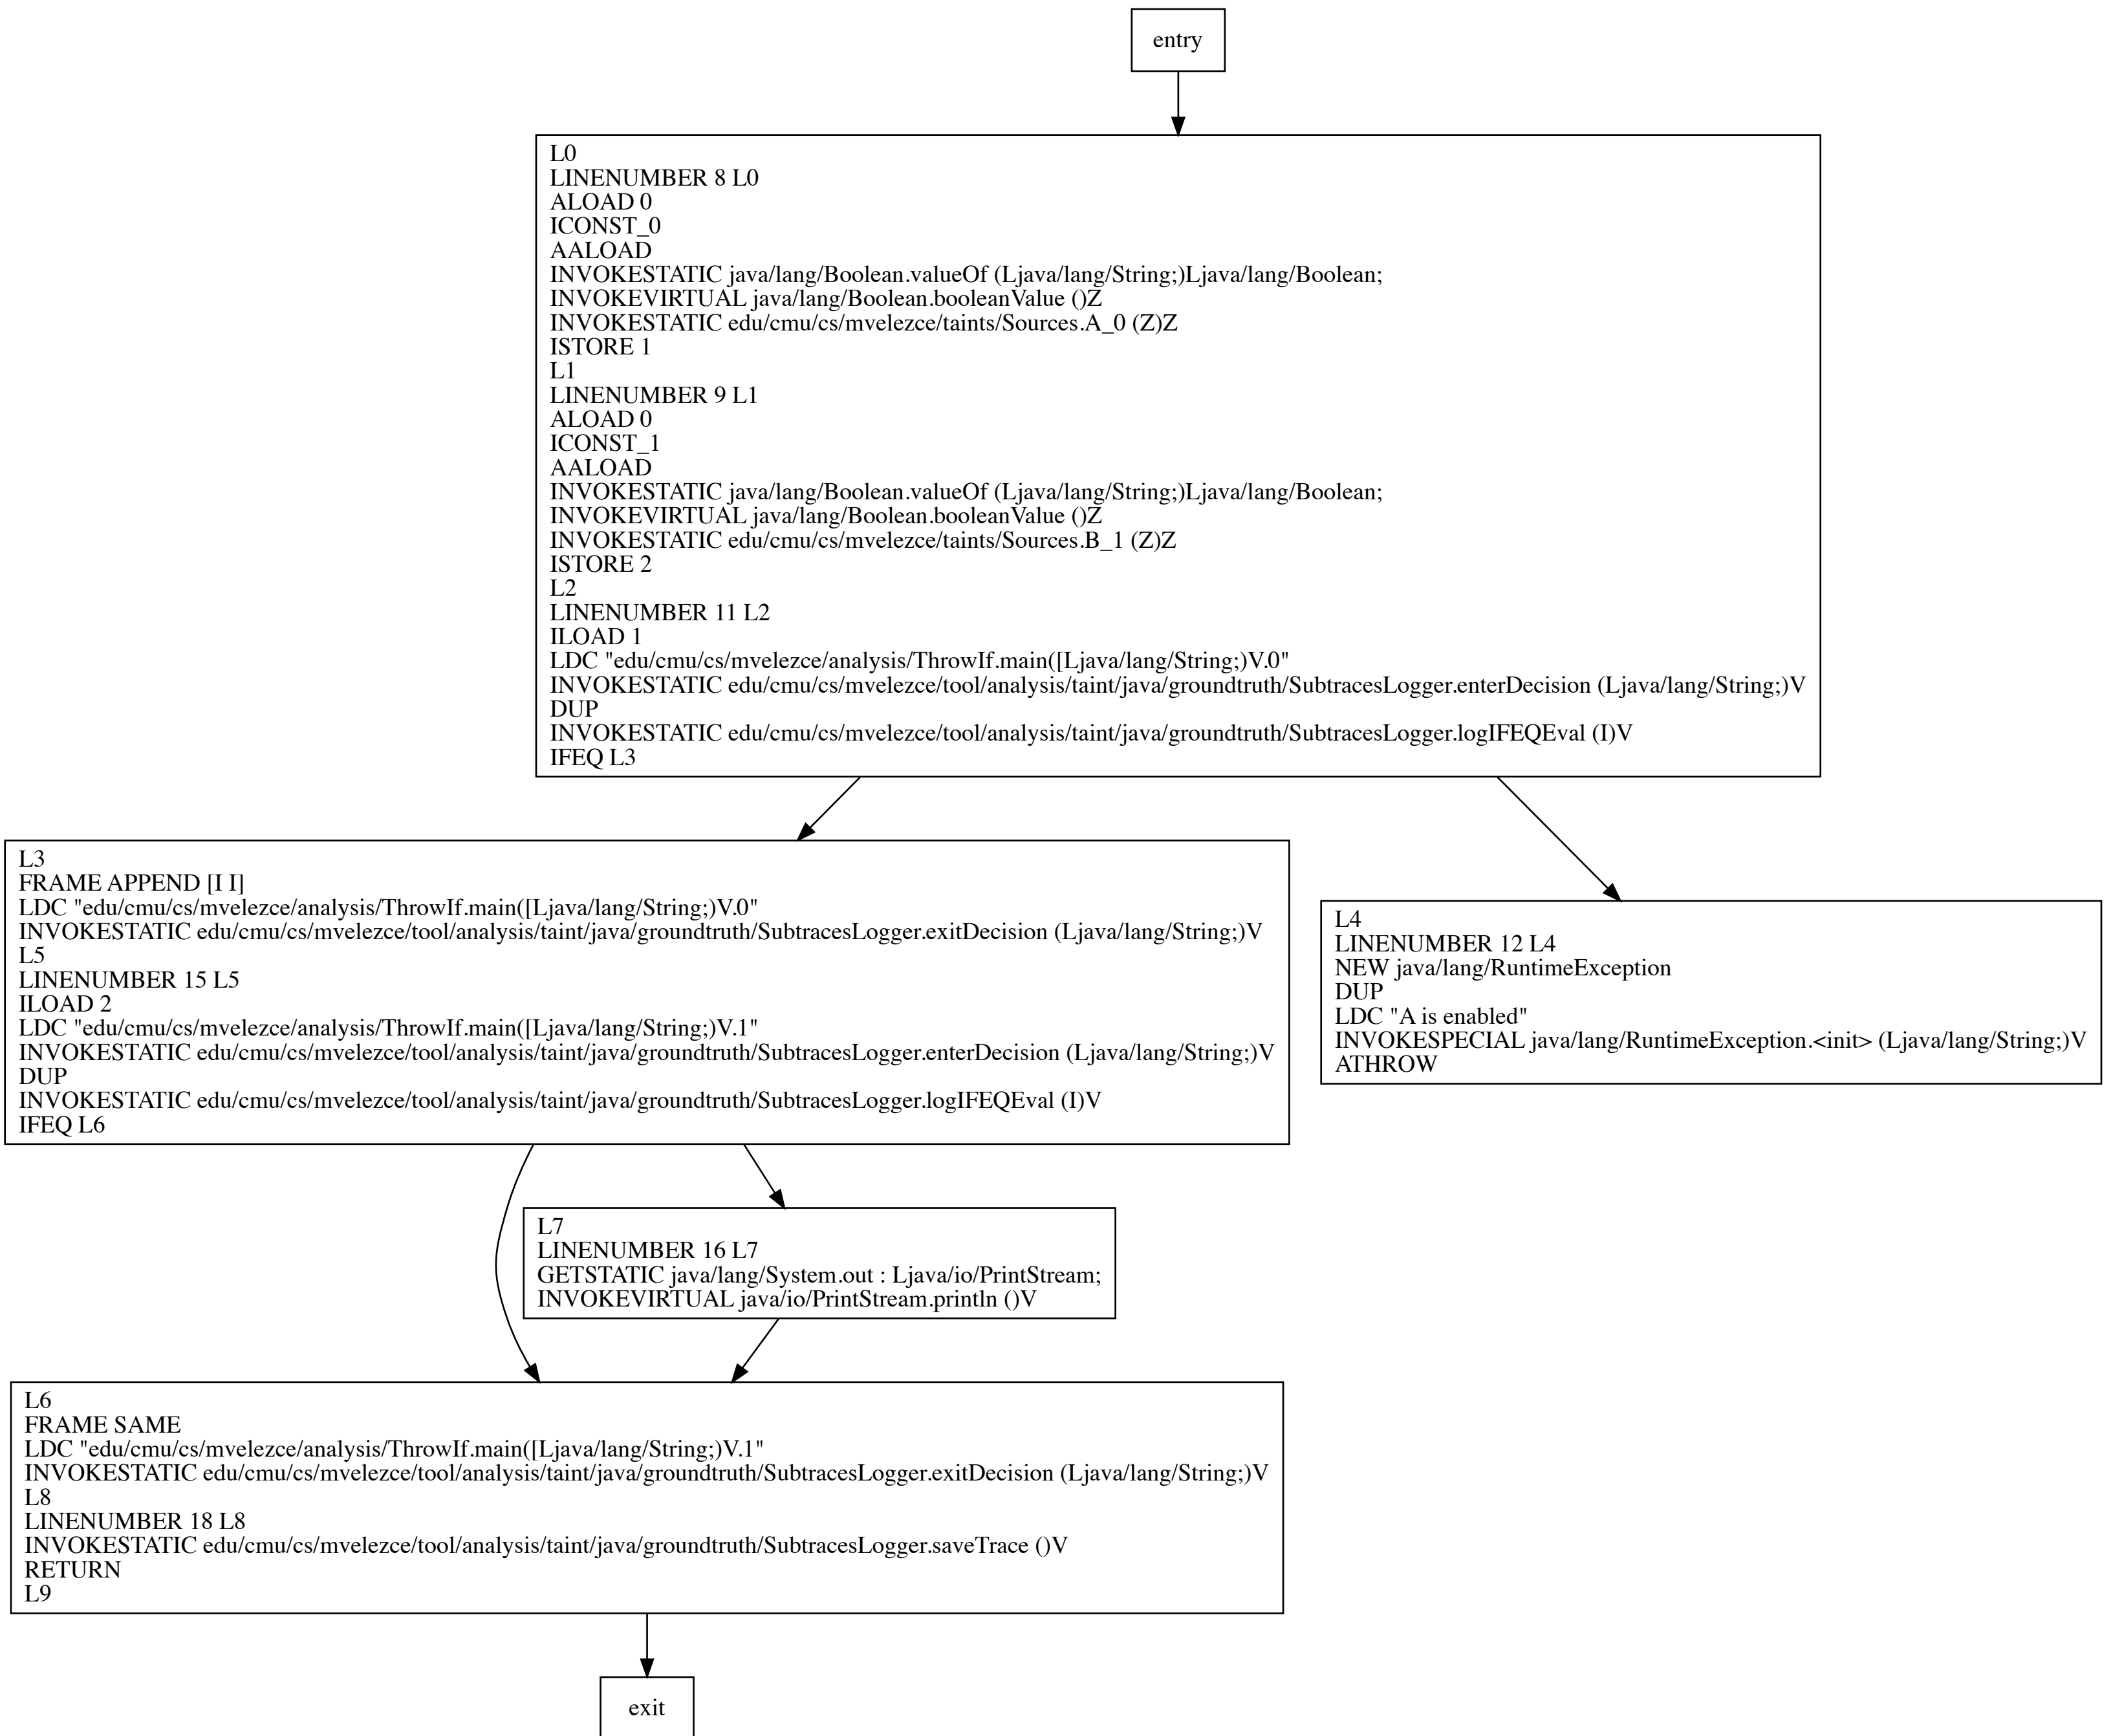 entry
L0
LINENUMBER 8 L0
ALOAD 0
ICONST_0
AALOAD
INVOKESTATIC java/lang/Boolean.valueOf (Ljava/lang/String;)Ljava/lang/Boolean;
INVOKEVIRTUAL java/lang/Boolean.booleanValue ()Z
INVOKESTATIC edu/cmu/cs/mvelezce/taints/Sources.A_0 (Z)Z
ISTORE 1
L1
LINENUMBER 9 L1
ALOAD 0
ICONST_1
AALOAD
INVOKESTATIC java/lang/Boolean.valueOf (Ljava/lang/String;)Ljava/lang/Boolean;
INVOKEVIRTUAL java/lang/Boolean.booleanValue ()Z
INVOKESTATIC edu/cmu/cs/mvelezce/taints/Sources.B_1 (Z)Z
ISTORE 2
L2
LINENUMBER 11 L2
ILOAD 1
LDC "edu/cmu/cs/mvelezce/analysis/ThrowIf.main([Ljava/lang/String;)V.0"
INVOKESTATIC edu/cmu/cs/mvelezce/tool/analysis/taint/java/groundtruth/SubtracesLogger.enterDecision (Ljava/lang/String;)V
DUP
INVOKESTATIC edu/cmu/cs/mvelezce/tool/analysis/taint/java/groundtruth/SubtracesLogger.logIFEQEval (I)V
IFEQ L3
L3
FRAME APPEND [I I]
LDC "edu/cmu/cs/mvelezce/analysis/ThrowIf.main([Ljava/lang/String;)V.0"
INVOKESTATIC edu/cmu/cs/mvelezce/tool/analysis/taint/java/groundtruth/SubtracesLogger.exitDecision (Ljava/lang/String;)V
L5
LINENUMBER 15 L5
ILOAD 2
LDC "edu/cmu/cs/mvelezce/analysis/ThrowIf.main([Ljava/lang/String;)V.1"
INVOKESTATIC edu/cmu/cs/mvelezce/tool/analysis/taint/java/groundtruth/SubtracesLogger.enterDecision (Ljava/lang/String;)V
DUP
INVOKESTATIC edu/cmu/cs/mvelezce/tool/analysis/taint/java/groundtruth/SubtracesLogger.logIFEQEval (I)V
IFEQ L6
L4
LINENUMBER 12 L4
NEW java/lang/RuntimeException
DUP
LDC "A is enabled"
INVOKESPECIAL java/lang/RuntimeException.&lt;init&gt; (Ljava/lang/String;)V
ATHROW
L7
LINENUMBER 16 L7
GETSTATIC java/lang/System.out : Ljava/io/PrintStream;
INVOKEVIRTUAL java/io/PrintStream.println ()V
L6
FRAME SAME
LDC "edu/cmu/cs/mvelezce/analysis/ThrowIf.main([Ljava/lang/String;)V.1"
INVOKESTATIC edu/cmu/cs/mvelezce/tool/analysis/taint/java/groundtruth/SubtracesLogger.exitDecision (Ljava/lang/String;)V
L8
LINENUMBER 18 L8
INVOKESTATIC edu/cmu/cs/mvelezce/tool/analysis/taint/java/groundtruth/SubtracesLogger.saveTrace ()V
RETURN
L9
exit